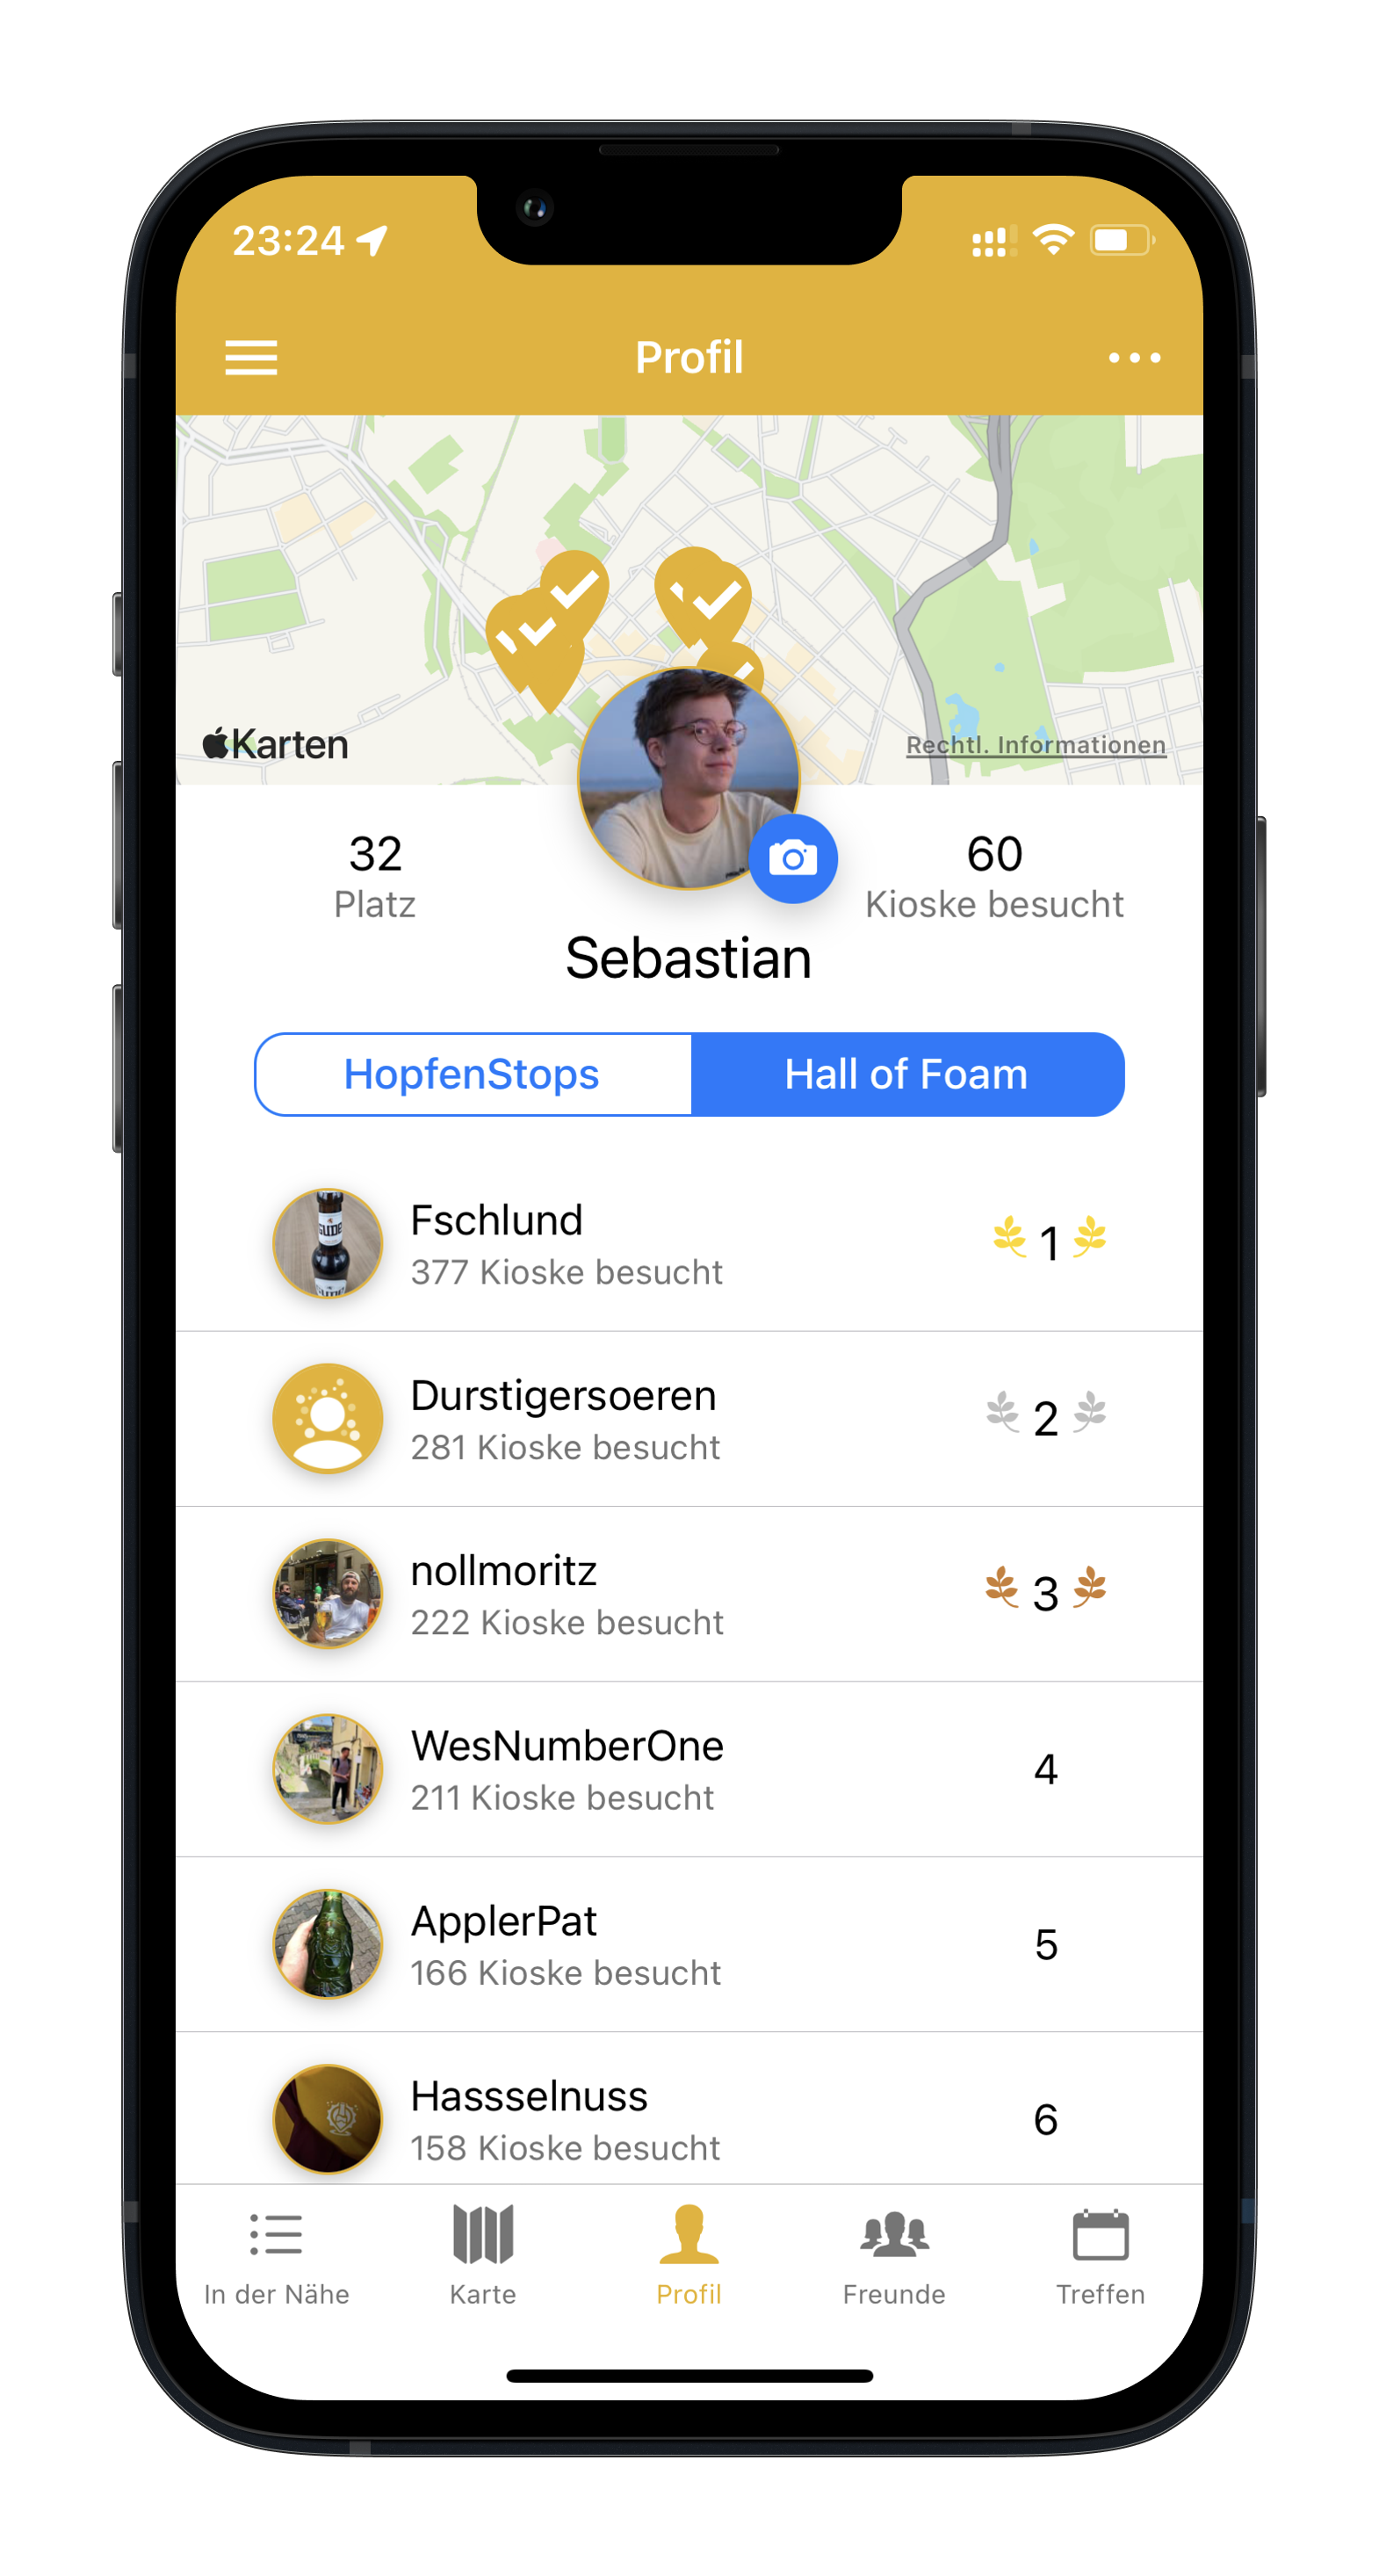 23:24
Profil
Karten
Rechtl. Informationen
32
Platz
60
Kioske besucht
Sebastian
HopfenStops
Hall of Foam
Fschlund
377 Kioske besucht
1
Durstigersoeren
281 Kioske besucht
2
nollmoritz
222 Kioske besucht
3
WesNumberOne
211 Kioske besucht
4
ApplerPat
166 Kioske besucht
5
Hassselnuss
158 Kioske besucht
6
In der Nähe
Karte
Profil
Freunde
Treffen